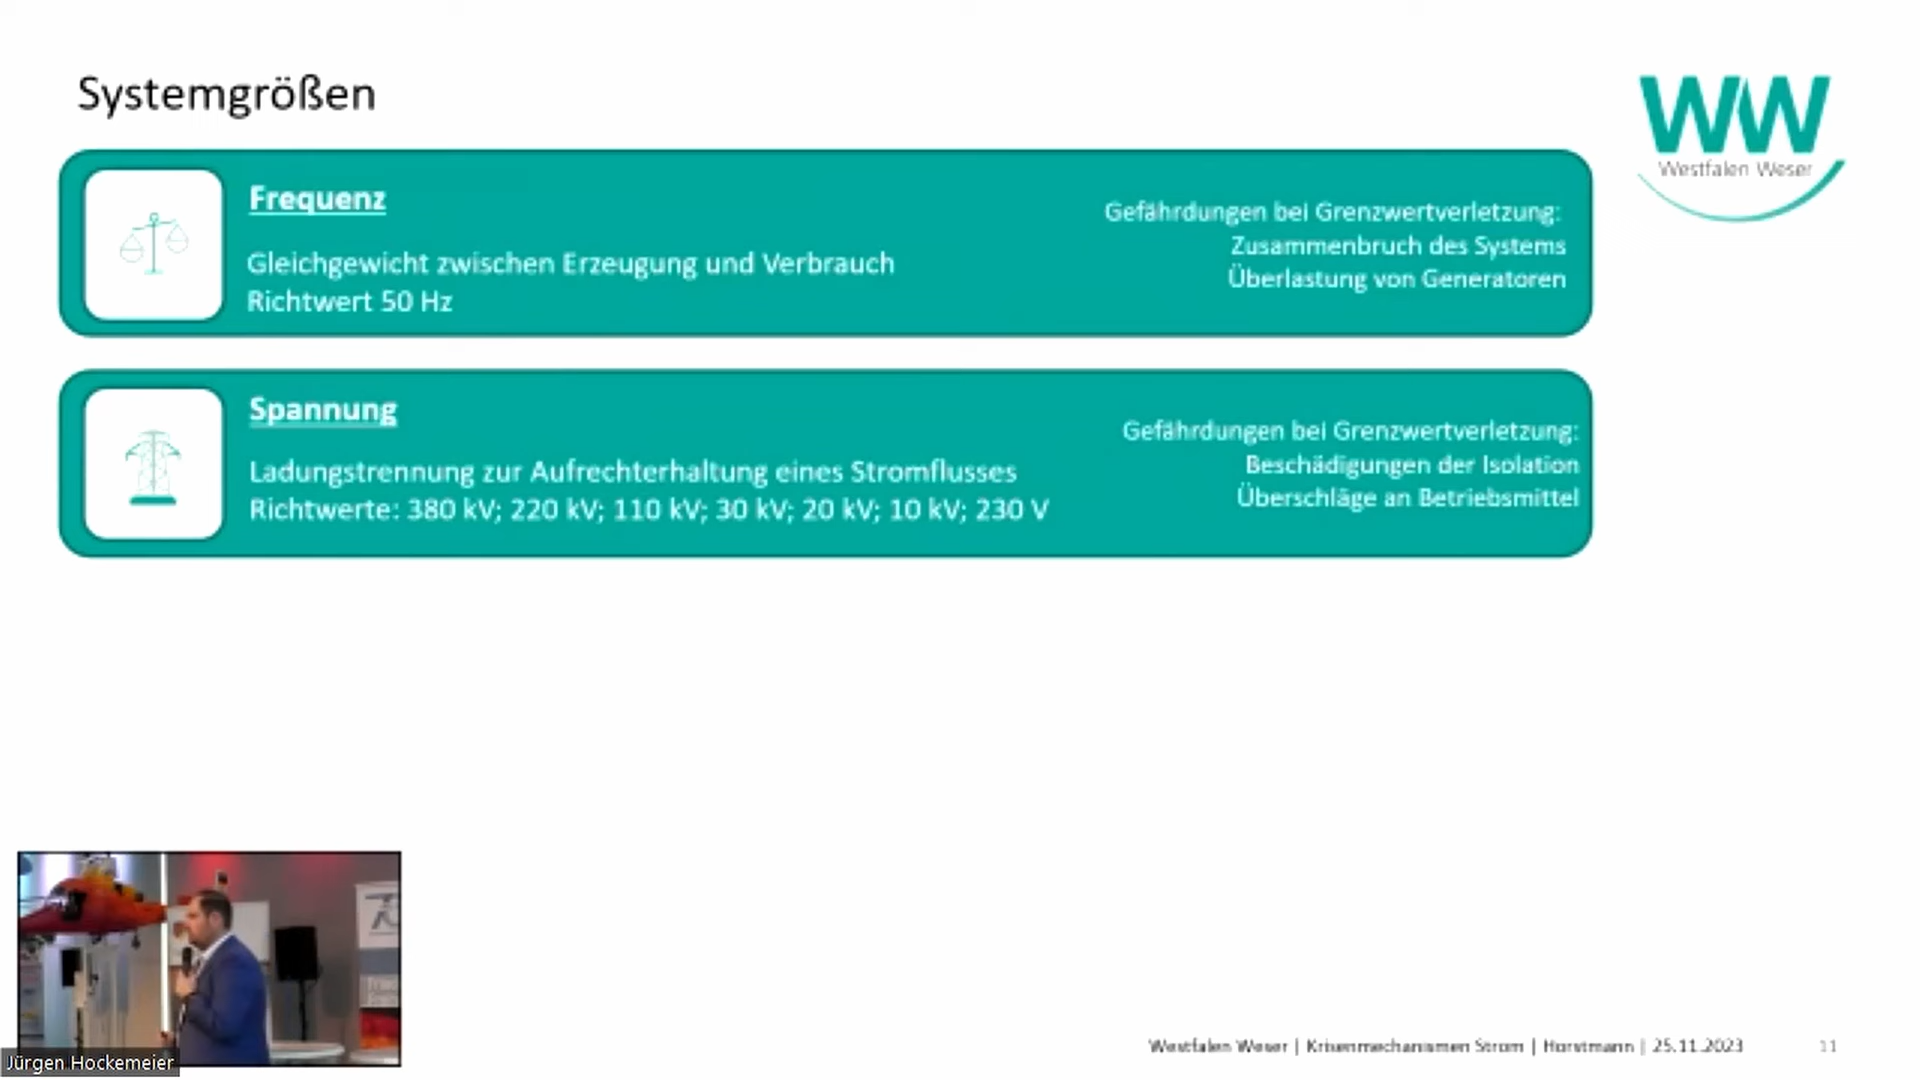 Systemgrößen
WW
Westfalen Weser
Frequenz
Gleichgewicht zwischen Erzeugung und Verbrauch
Richtwert 50 Hz
Gefährdungen bei Grenzwertverletzung:
Zusammenbruch des Systems
Überlastung von Generatoren
Spannung
Ladungstrennung zur Aufrechterhaltung eines Stromflusses
Richtwerte: 380 kV; 220 kV; 110 kV; 30 kV; 20 kV; 10 kV; 230 V
Gefährdungen bei Grenzwertverletzung:
Beschädigungen der Isolation
Überschläge an Betriebsmittel
Jürgen Hockemeier
Westfalen Weser | Krisenmechanismen Strom | Horstmann | 25.11.2023
11